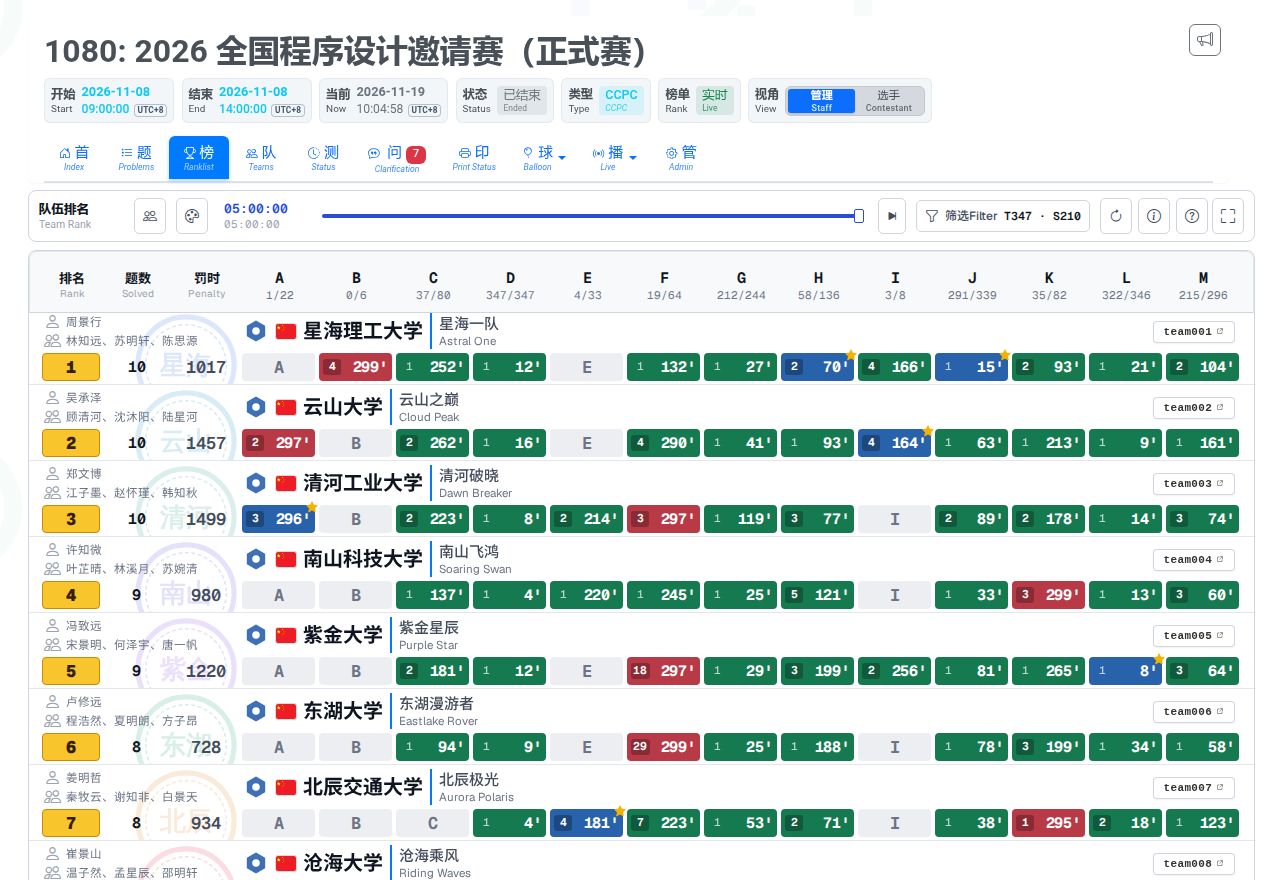 1080: 2026 全国程序设计邀请赛（正式赛）
开始 Start 2026-11-08 09:00:00 UTC+8
结束 End 2026-11-08 14:00:00 UTC+8
当前 Now 2026-11-19 10:04:58 UTC+8
状态 Status 已结束 Ended
类型 Type CCPC CCPC
榜单 Rank 实时 Live
视角 View 管理 Staff 选手 Contestant
首 Index
题 Problems
榜 Ranklist
队 Teams
测 Status
问 7 Clarification
印 Print Status
球 Balloon
播 Live
管 Admin
队伍排名 Team Rank
05:00:00
05:00:00
筛选Filter T347 · S210
排名 题数 罚时 A B C D E F G H I J K L M
Rank Solved Penalty 1/22 0/6 37/80 347/347 4/33 19/64 212/244 58/136 3/8 291/339 35/82 322/346 215/296
周景行
林知远、苏明轩、陈思源
星海
星海理工大学 星海一队
Astral One
team001
1 10 1017 A 4 299' 1 252' 1 12' E 1 132' 1 27' 2 70' 4 166' 1 15' 2 93' 1 21' 2 104'
吴承泽
顾清河、沈沐阳、陆星河
云山
云山大学 云山之巅
Cloud Peak
team002
2 10 1457 2 297' B 2 262' 1 16' E 4 290' 1 41' 1 93' 4 164' 1 63' 1 213' 1 9' 1 161'
郑文博
江子墨、赵怀瑾、韩知秋
清河
清河工业大学 清河破晓
Dawn Breaker
team003
3 10 1499 3 296' B 2 223' 1 8' 2 214' 3 297' 1 119' 3 77' I 2 89' 2 178' 1 14' 3 74'
许知微
叶芷晴、林溪月、苏婉清
南山
南山科技大学 南山飞鸿
Soaring Swan
team004
4 9 980 A B 1 137' 1 4' 1 220' 1 245' 1 25' 5 121' I 1 33' 3 299' 1 13' 3 60'
冯致远
宋景明、何泽宇、唐一帆
紫金
紫金大学 紫金星辰
Purple Star
team005
5 9 1220 A B 2 181' 1 12' E 18 297' 1 29' 3 199' 2 256' 1 81' 1 265' 1 8' 3 64'
卢修远
程浩然、夏明朗、方子昂
东湖
东湖大学 东湖漫游者
Eastlake Rover
team006
6 8 728 A B 1 94' 1 9' E 29 299' 1 25' 1 188' I 1 78' 3 199' 1 34' 1 58'
姜明哲
秦牧云、谢知非、白景天
北辰
北辰交通大学 北辰极光
Aurora Polaris
team007
7 8 934 A B C 1 4' 4 181' 7 223' 1 53' 2 71' I 1 38' 1 295' 2 18' 1 123'
崔景山
温子然、孟星辰、邵明轩
沧海大学 沧海乘风
Riding Waves
team008